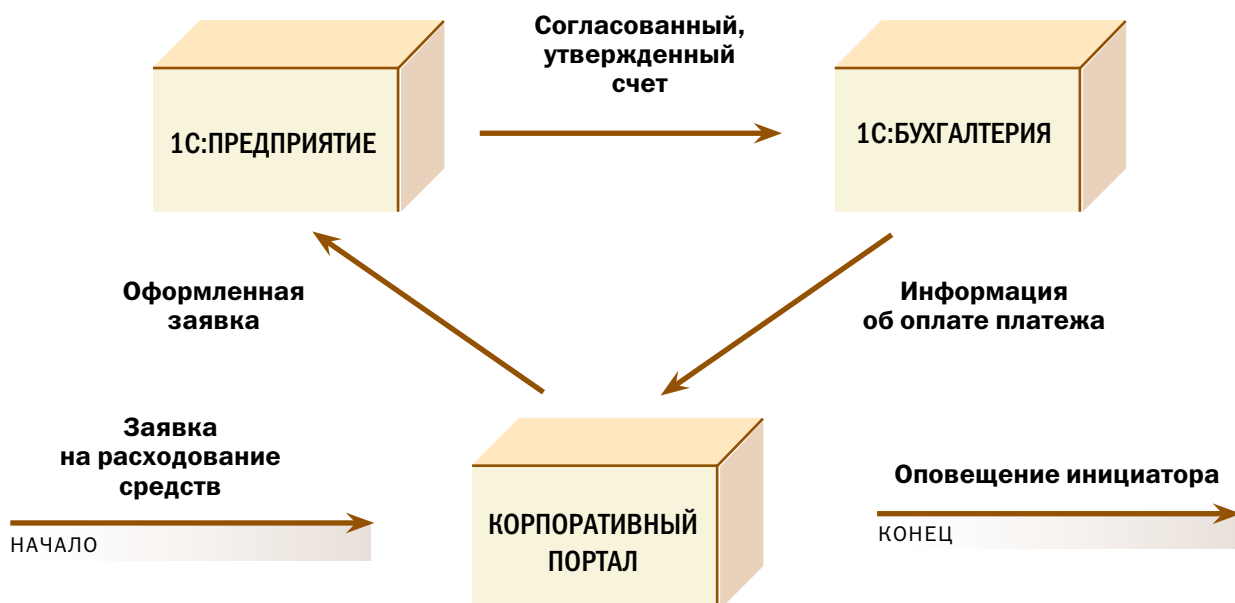 Согласованный,
утвержденный
счет
1С:ПРЕДПРИЯТИЕ
1С:БУХГАЛТЕРИЯ
Оформленная
заявка
Информация
об оплате платежа
Заявка
на расходование
средств
НАЧАЛО
КОРПОРАТИВНЫЙ
ПОРТАЛ
Оповещение инициатора
КОНЕЦ